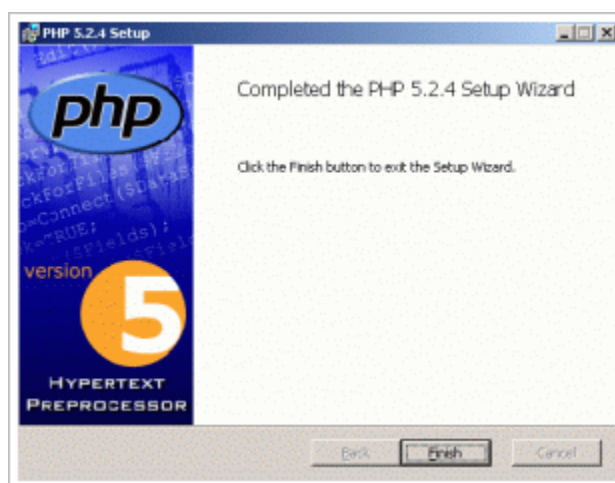 PHP 5.2.4 Setup
php
Completed the PHP 5.2.4 Setup Wizard
Click the Finish button to exit the Setup Wizard.
=TRUE;
version
5
HYPERTEXT
PREPROCESSOR
Back
Finish
Cancel